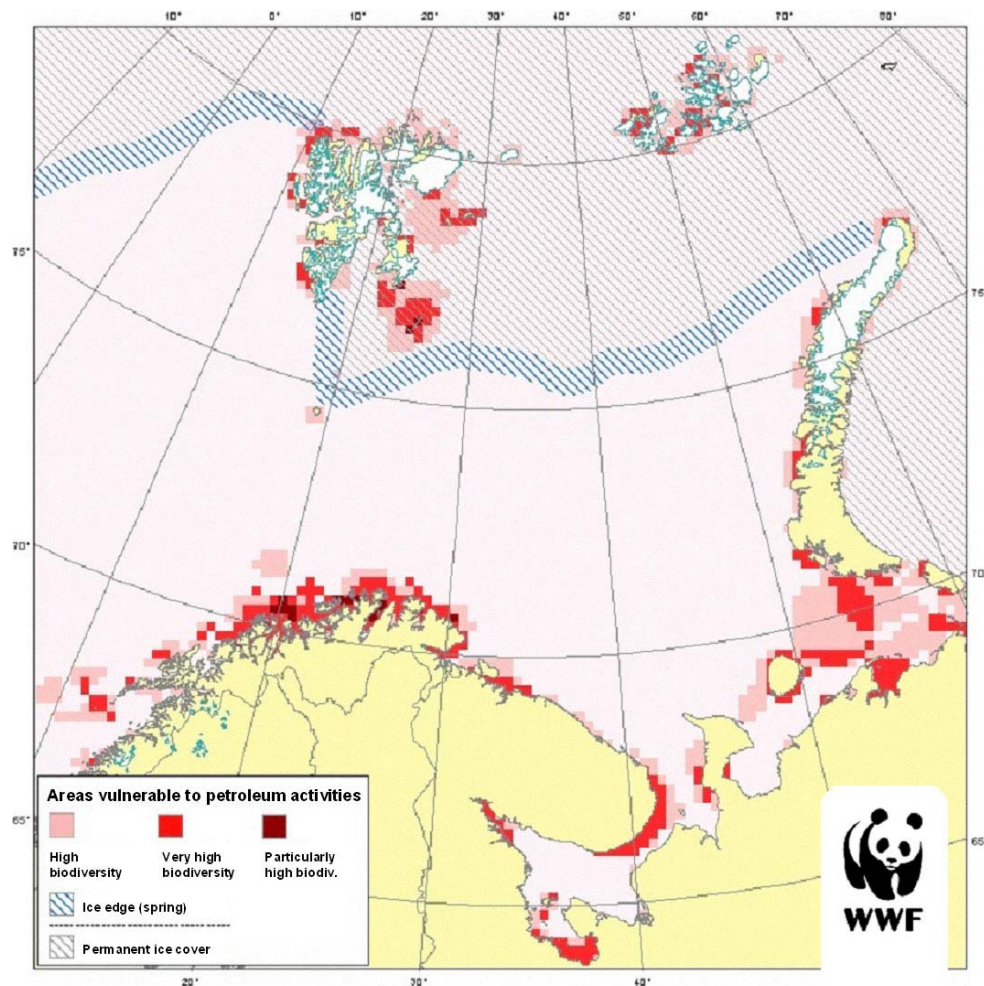 10° 0° 10° 20° 30° 40° 50° 60° 70° 80°
75°
75°
70°
70°
65°
65°
Areas vulnerable to petroleum activities
High biodiversity
Very high biodiversity
Particularly high biodiv.
Ice edge (spring)
Permanent ice cover
WWF
20° 30° 40°